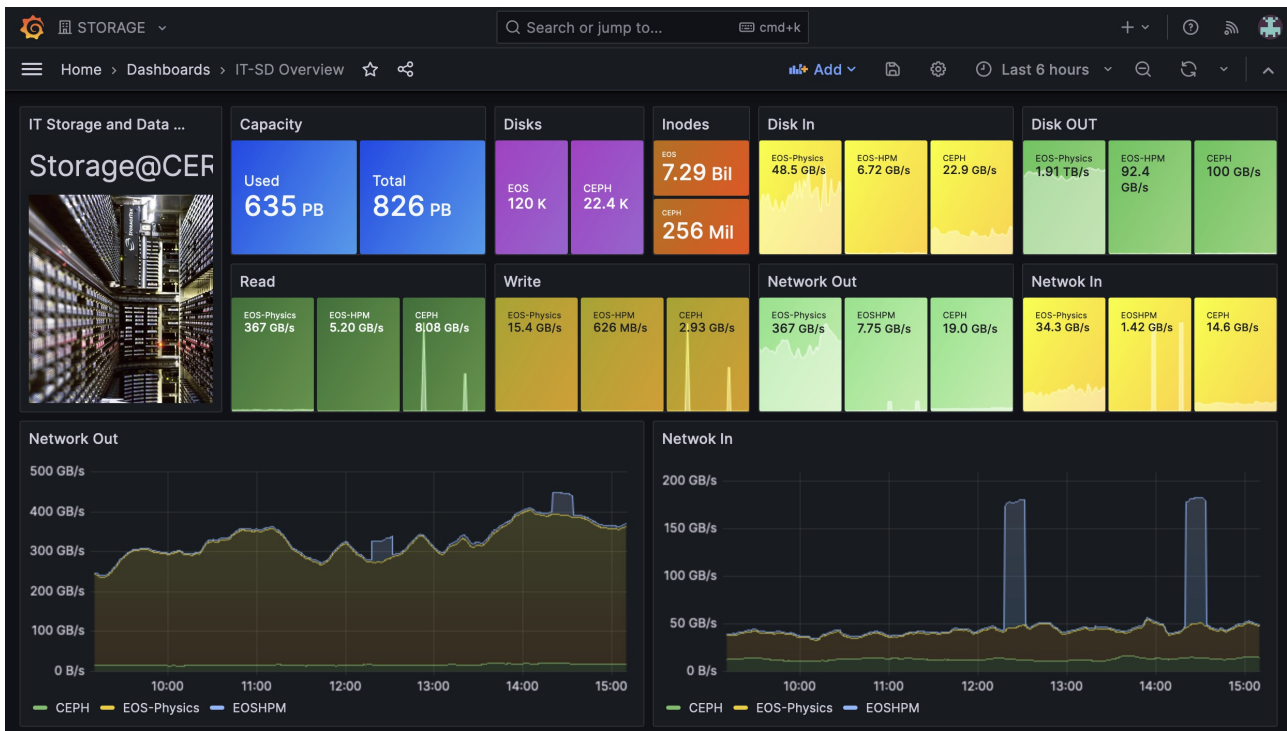 STORAGE
Search or jump to...
cmd+k
Home › Dashboards › IT-SD Overview
Add
Last 6 hours
IT Storage and Data ...
Storage@CER
Capacity
Used
635 PB
Total
826 PB
Disks
EOS
120 K
CEPH
22.4 K
Inodes
EOS
7.29 Bil
CEPH
256 Mil
Disk In
EOS-Physics
48.5 GB/s
EOS-HPM
6.72 GB/s
CEPH
22.9 GB/s
Disk OUT
EOS-Physics
1.91 TB/s
EOS-HPM
92.4
GB/s
CEPH
100 GB/s
Read
EOS-Physics
367 GB/s
EOS-HPM
5.20 GB/s
CEPH
8.08 GB/s
Write
EOS-Physics
15.4 GB/s
EOS-HPM
626 MB/s
CEPH
2.93 GB/s
Network Out
EOS-Physics
367 GB/s
EOSHPM
7.75 GB/s
CEPH
19.0 GB/s
Netwok In
EOS-Physics
34.3 GB/s
EOSHPM
1.42 GB/s
CEPH
14.6 GB/s
Network Out
500 GB/s
400 GB/s
300 GB/s
200 GB/s
100 GB/s
0 B/s
10:00 11:00 12:00 13:00 14:00 15:00
CEPH EOS-Physics EOSHPM
Netwok In
200 GB/s
150 GB/s
100 GB/s
50 GB/s
0 B/s
10:00 11:00 12:00 13:00 14:00 15:00
CEPH EOS-Physics EOSHPM